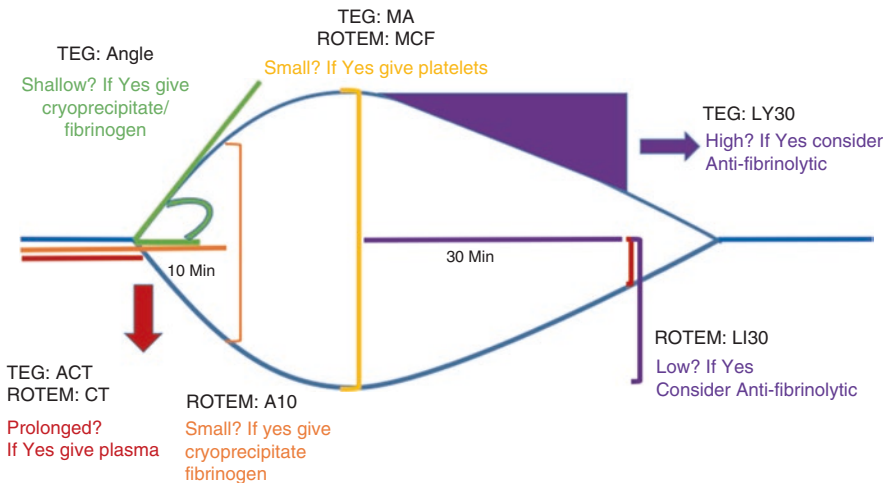 TEG: MA
ROTEM: MCF
Small? If Yes give platelets
TEG: Angle
Shallow? If Yes give
cryoprecipitate/
fibrinogen
TEG: LY30
High? If Yes consider
Anti-fibrinolytic
10 Min
30 Min
TEG: ACT
ROTEM: CT
Prolonged?
If Yes give plasma
ROTEM: A10
Small? If yes give
cryoprecipitate
fibrinogen
ROTEM: LI30
Low? If Yes
Consider Anti-fibrinolytic